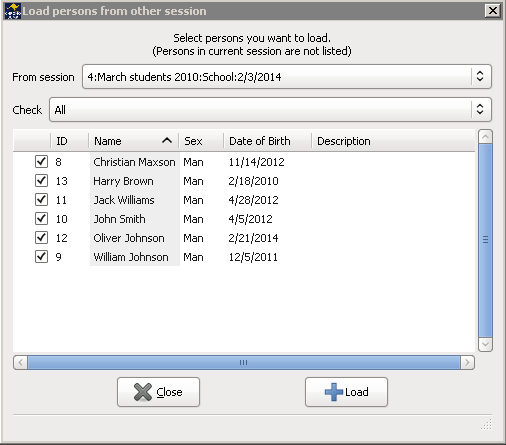 Load persons from other session
Select persons you want to load.
(Persons in current session are not listed)
From session 4:March students 2010:School:2/3/2014
Check All
ID Name Sex Date of Birth Description
8 Christian Maxson Man 11/14/2012
13 Harry Brown Man 2/18/2010
11 Jack Williams Man 4/28/2012
10 John Smith Man 4/5/2012
12 Oliver Johnson Man 2/21/2014
9 William Johnson Man 12/5/2011
Close Load